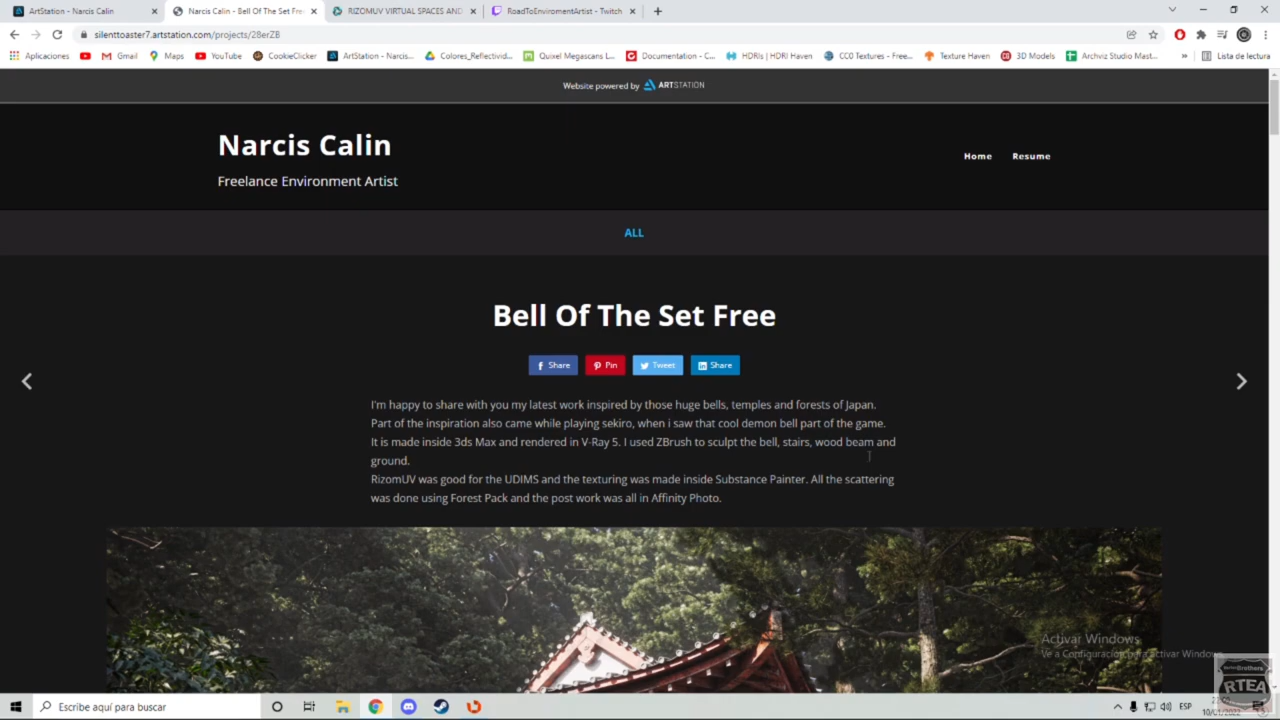 ArtStation - Narcis Calin
Narcis Calin - Bell Of The Set Fre
RIZOMUV VIRTUAL SPACES AND
RoadToEnviromentArtist - Twitch
silenttoaster7.artstation.com/projects/28erZB
Aplicaciones
Gmail
Maps
YouTube
CookieClicker
ArtStation - Narcis...
Colores_Reflectivid...
Quixel Megascans L...
Documentation - C...
HDRIs | HDRI Haven
CC0 Textures - Free...
Texture Haven
3D Models
Archviz Studio Mast...
»
Lista de lectura
Website powered by ARTSTATION
Narcis Calin
Freelance Environment Artist
Home
Resume
ALL
Bell Of The Set Free
Share
Pin
Tweet
Share
I'm happy to share with you my latest work inspired by those huge bells, temples and forests of Japan.
Part of the inspiration also came while playing sekiro, when i saw that cool demon bell part of the game.
It is made inside 3ds Max and rendered in V-Ray 5. I used ZBrush to sculpt the bell, stairs, wood beam and
ground.
RizomUV was good for the UDIMS and the texturing was made inside Substance Painter. All the scattering
was done using Forest Pack and the post work was all in Affinity Photo.
Activar Windows
Ve a Configuración para activar Windows.
Brothers
RTEA
Escribe aquí para buscar
ESP
10/01/2022